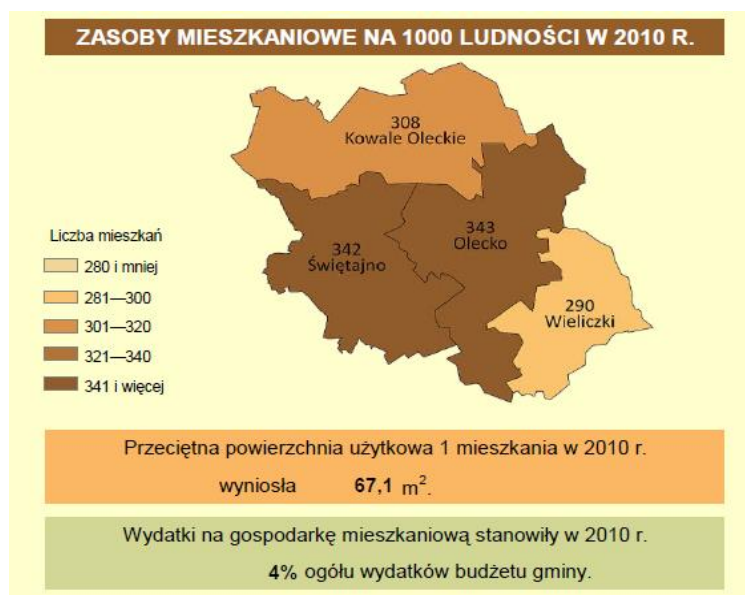 ZASOBY MIESZKANIOWE NA 1000 LUDNOŚCI W 2010 R.
308
Kowale Oleckie
343
Olecko
342
Świętajno
290
Wieliczki
Liczba mieszkań
280 i mniej
281—300
301—320
321—340
341 i więcej
Przeciętna powierzchnia użytkowa 1 mieszkania w 2010 r.
wyniosła 67,1 m².
Wydatki na gospodarkę mieszkaniową stanowiły w 2010 r.
4% ogółu wydatków budżetu gminy.